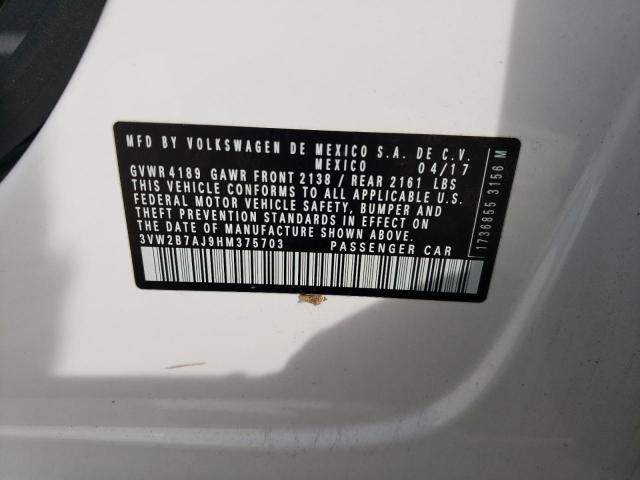 MFD BY VOLKSWAGEN DE MEXICO S.A. DE C.V.
MEXICO 04/17
GVWR 4189 GAWR FRONT 2138 / REAR 2161 LBS
THIS VEHICLE CONFORMS TO ALL APPLICABLE U.S.
FEDERAL MOTOR VEHICLE SAFETY, BUMPER AND
THEFT PREVENTION STANDARDS IN EFFECT ON
THE DATE OF MANUFACTURE SHOWN ABOVE.
3VW2B7AJ9HM375703 PASSENGER CAR
1736855 3156 M